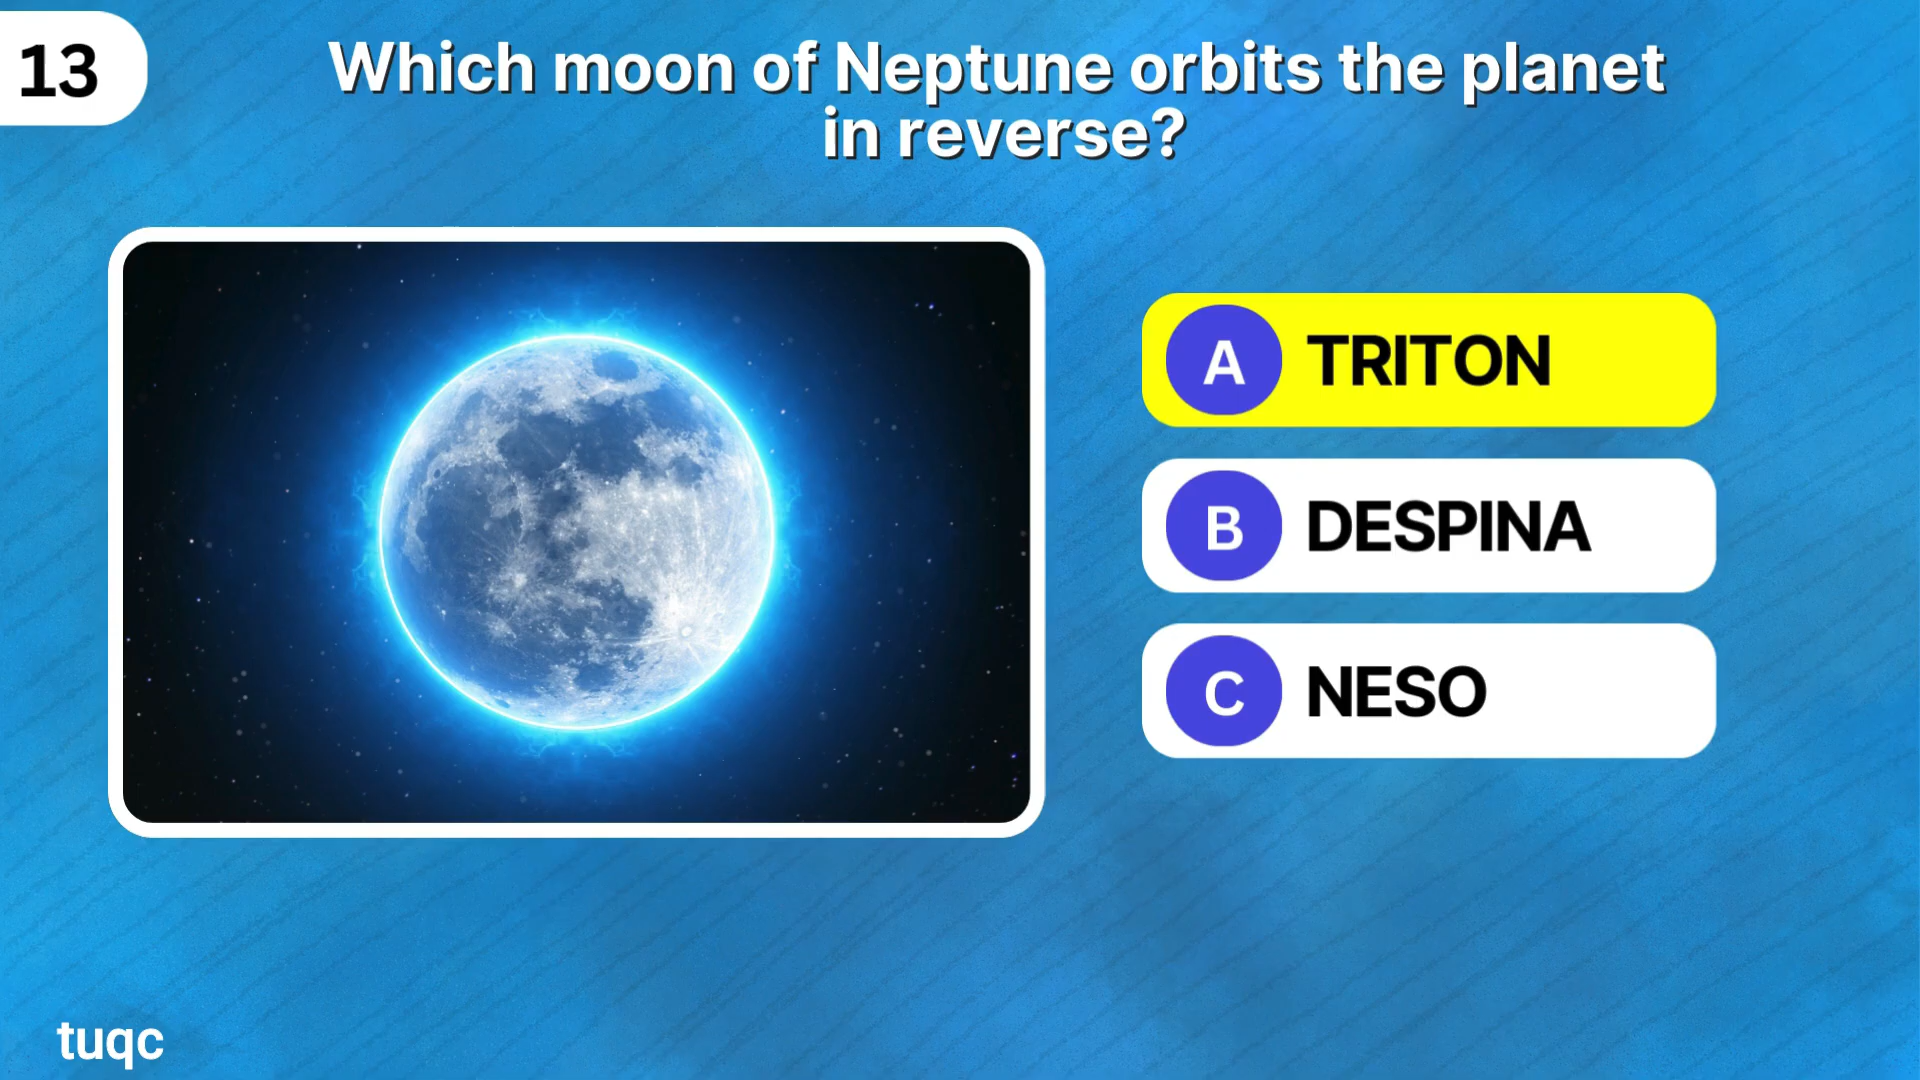 13
Which moon of Neptune orbits the planet
in reverse?
A TRITON
B DESPINA
C NESO
tuqc